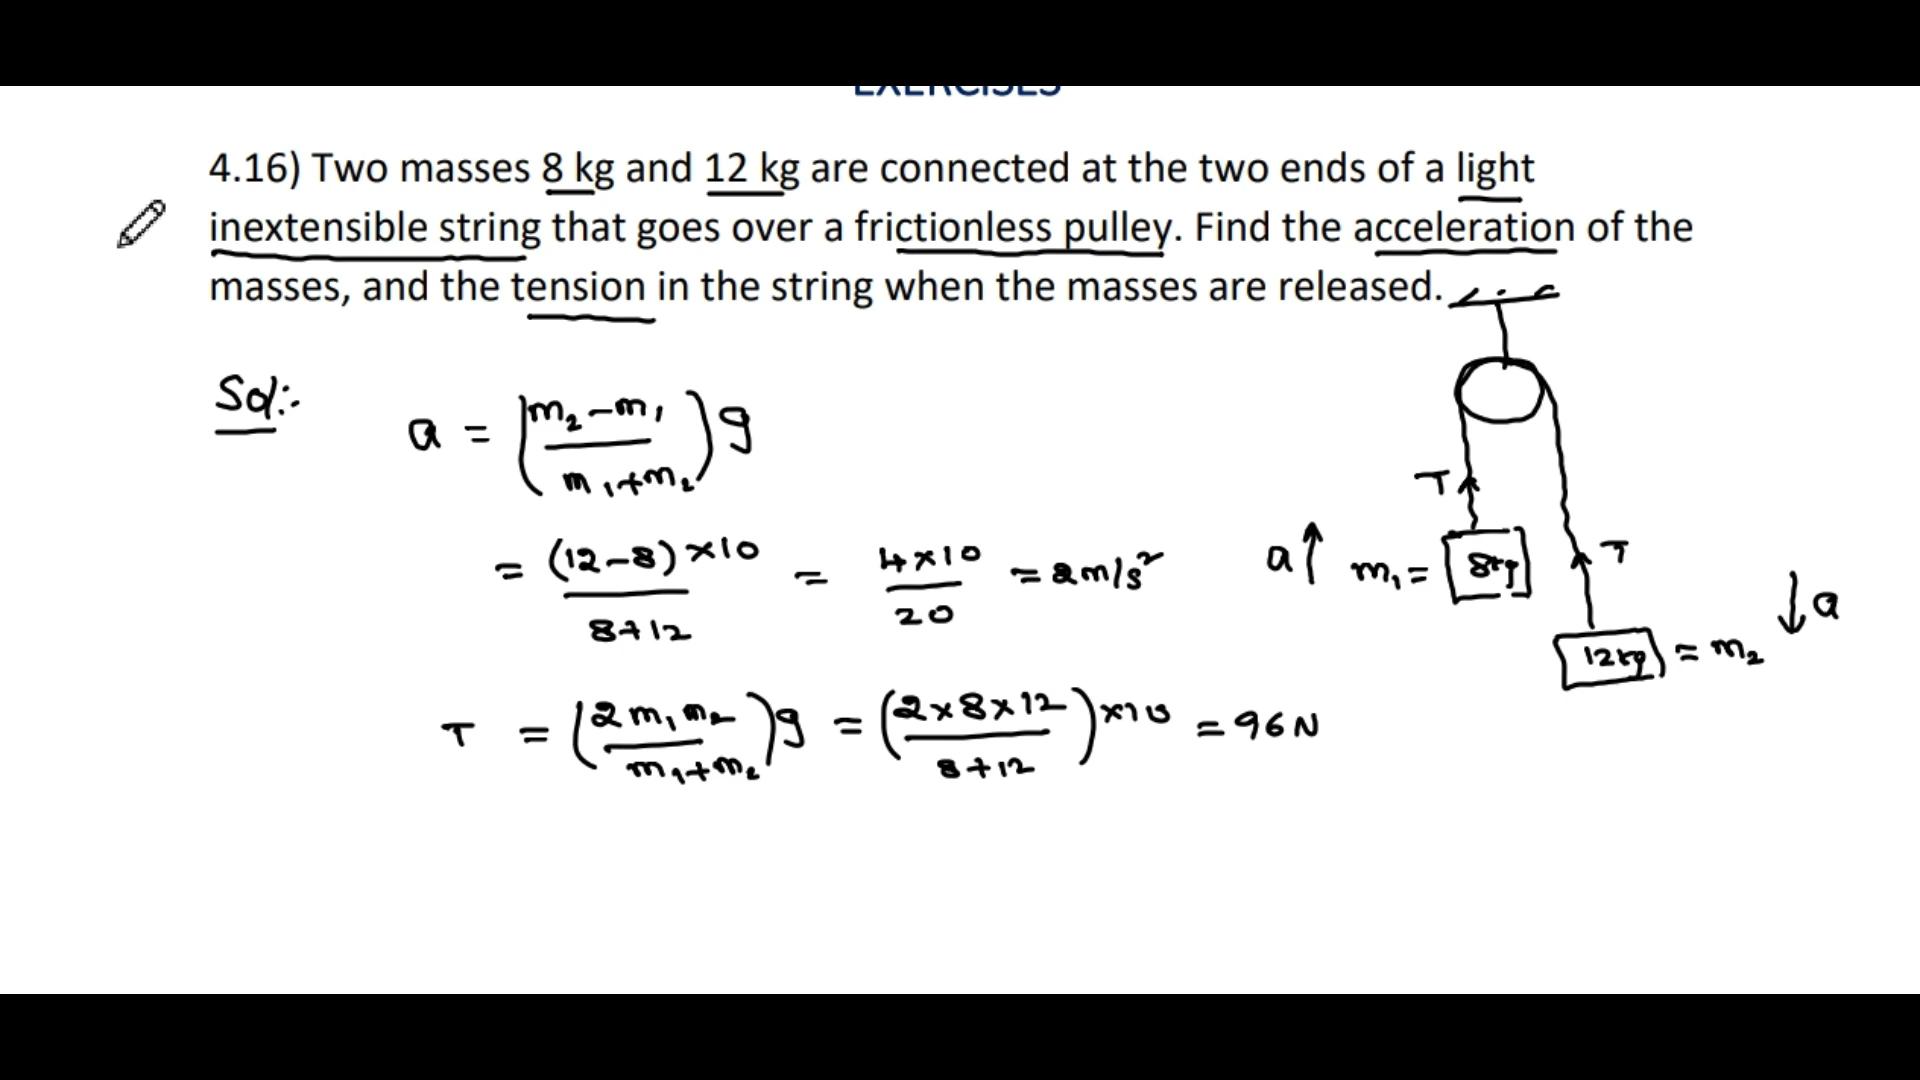 EXERCISES
4.16) Two masses 8 kg and 12 kg are connected at the two ends of a light
inextensible string that goes over a frictionless pulley. Find the acceleration of the
masses, and the tension in the string when the masses are released.
Sol:-
a = (m₂-m₁ / m₁+m₂) g
= (12-8)×10 / 8+12 = 4×10 / 20 = 2m/s²
T = (2m₁m₂ / m₁+m₂) g = (2×8×12 / 8+12) ×10 = 96N
T
a↑ m₁ = 8kg
T
↓a
12kg = m₂